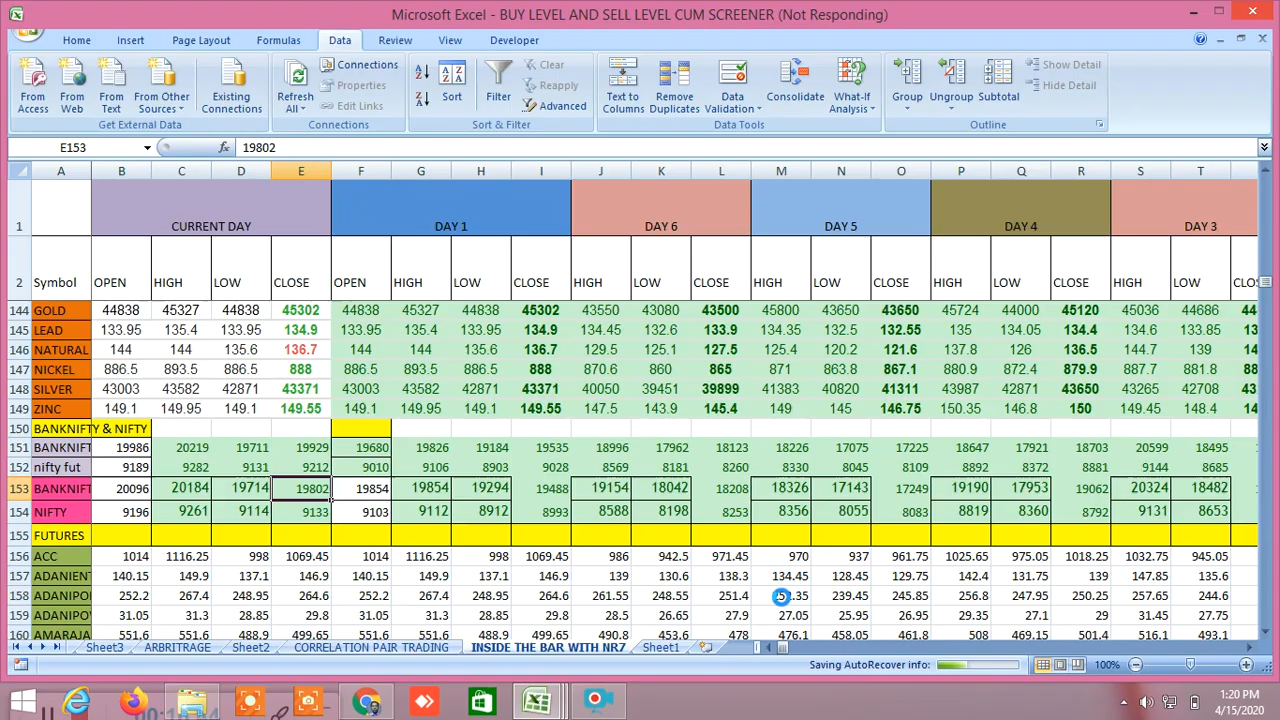 Microsoft Excel - BUY LEVEL AND SELL LEVEL CUM SCREENER (Not Responding)
Home Insert Page Layout Formulas Data Review View Developer
From Access From Web From Text From Other Sources Existing Connections Refresh All Connections Properties Edit Links Sort Filter Clear Reapply Advanced Text to Columns Remove Duplicates Data Validation Consolidate What-If Analysis Group Ungroup Subtotal Show Detail Hide Detail
Get External Data Connections Sort & Filter Data Tools Outline
E153 fx 19802
A B C D E F G H I J K L M N O P Q R S T
1 CURRENT DAY DAY 1 DAY 6 DAY 5 DAY 4 DAY 3
2 Symbol OPEN HIGH LOW CLOSE OPEN HIGH LOW CLOSE HIGH LOW CLOSE HIGH LOW CLOSE HIGH LOW CLOSE HIGH LOW
144 GOLD 44838 45327 44838 45302 44838 45327 44838 45302 43550 43080 43500 45800 43650 43650 45724 44000 45120 45036 44686
145 LEAD 133.95 135.4 133.95 134.9 133.95 135.4 133.95 134.9 134.45 132.6 133.9 134.35 132.5 132.55 135 134.05 134.4 134.6 133.85
146 NATURAL 144 144 135.6 136.7 144 144 135.6 136.7 129.5 125.1 127.5 125.4 120.2 121.6 137.8 126 136.5 144.7 139
147 NICKEL 886.5 893.5 886.5 888 886.5 893.5 886.5 888 870.6 860 865 871 863.8 867.1 880.9 872.4 879.9 887.7 881.8
148 SILVER 43003 43582 42871 43371 43003 43582 42871 43371 40050 39451 39899 41383 40820 41311 43987 42871 43650 43265 42708
149 ZINC 149.1 149.95 149.1 149.55 149.1 149.95 149.1 149.55 147.5 143.9 145.4 149 145 146.75 150.35 146.8 150 149.45 148.4
150 BANKNIFTY & NIFTY
151 BANKNIFT 19986 20219 19711 19929 19680 19826 19184 19535 18996 17962 18223 18226 17075 17225 18647 17921 18703 20599 18495
152 nifty fut 9189 9282 9131 9212 9010 9106 8903 9028 8569 8181 8260 8330 8045 8109 8892 8372 8881 9144 8685
153 BANKNIFT 20096 20184 19714 19802 19854 19854 19294 19488 19154 18042 18208 18326 17143 17249 19190 17953 19062 20324 18482
154 NIFTY 9196 9261 9114 9133 9103 9112 8912 8993 8588 8198 8253 8356 8055 8083 8819 8360 8792 9131 8653
155 FUTURES
156 ACC 1014 1116.25 998 1069.45 1014 1116.25 998 1069.45 986 942.5 971.45 970 937 961.75 1025.65 975.05 1018.25 1032.75 945.05
157 ADANIENT 140.15 149.9 137.1 146.9 140.15 149.9 137.1 146.9 139 130.6 138.3 134.45 128.45 129.75 142.4 131.75 139 147.85 135.6
158 ADANIPO 252.2 267.4 248.95 264.6 252.2 267.4 248.95 264.6 261.55 248.55 251.4 239.45 245.85 256.8 247.95 250.25 257.65 244.6
159 ADANIPO 31.05 31.3 28.85 29.8 31.05 31.3 28.85 29.8 28.5 26.65 27.9 27.05 25.95 26.95 29.35 27.1 29 31.45 27.75
160 AMARAJA 551.6 551.6 488.9 499.65 551.6 551.6 488.9 499.65 490.8 453.6 478 476.1 458.05 461.8 508 469.15 501.4 516.1 493.1
Sheet3 ARBRITRAGE Sheet2 CORRELATION PAIR TRADING INSIDE THE BAR WITH NR7 Sheet1
Saving AutoRecover info: 100%
1:20 PM
4/15/2020